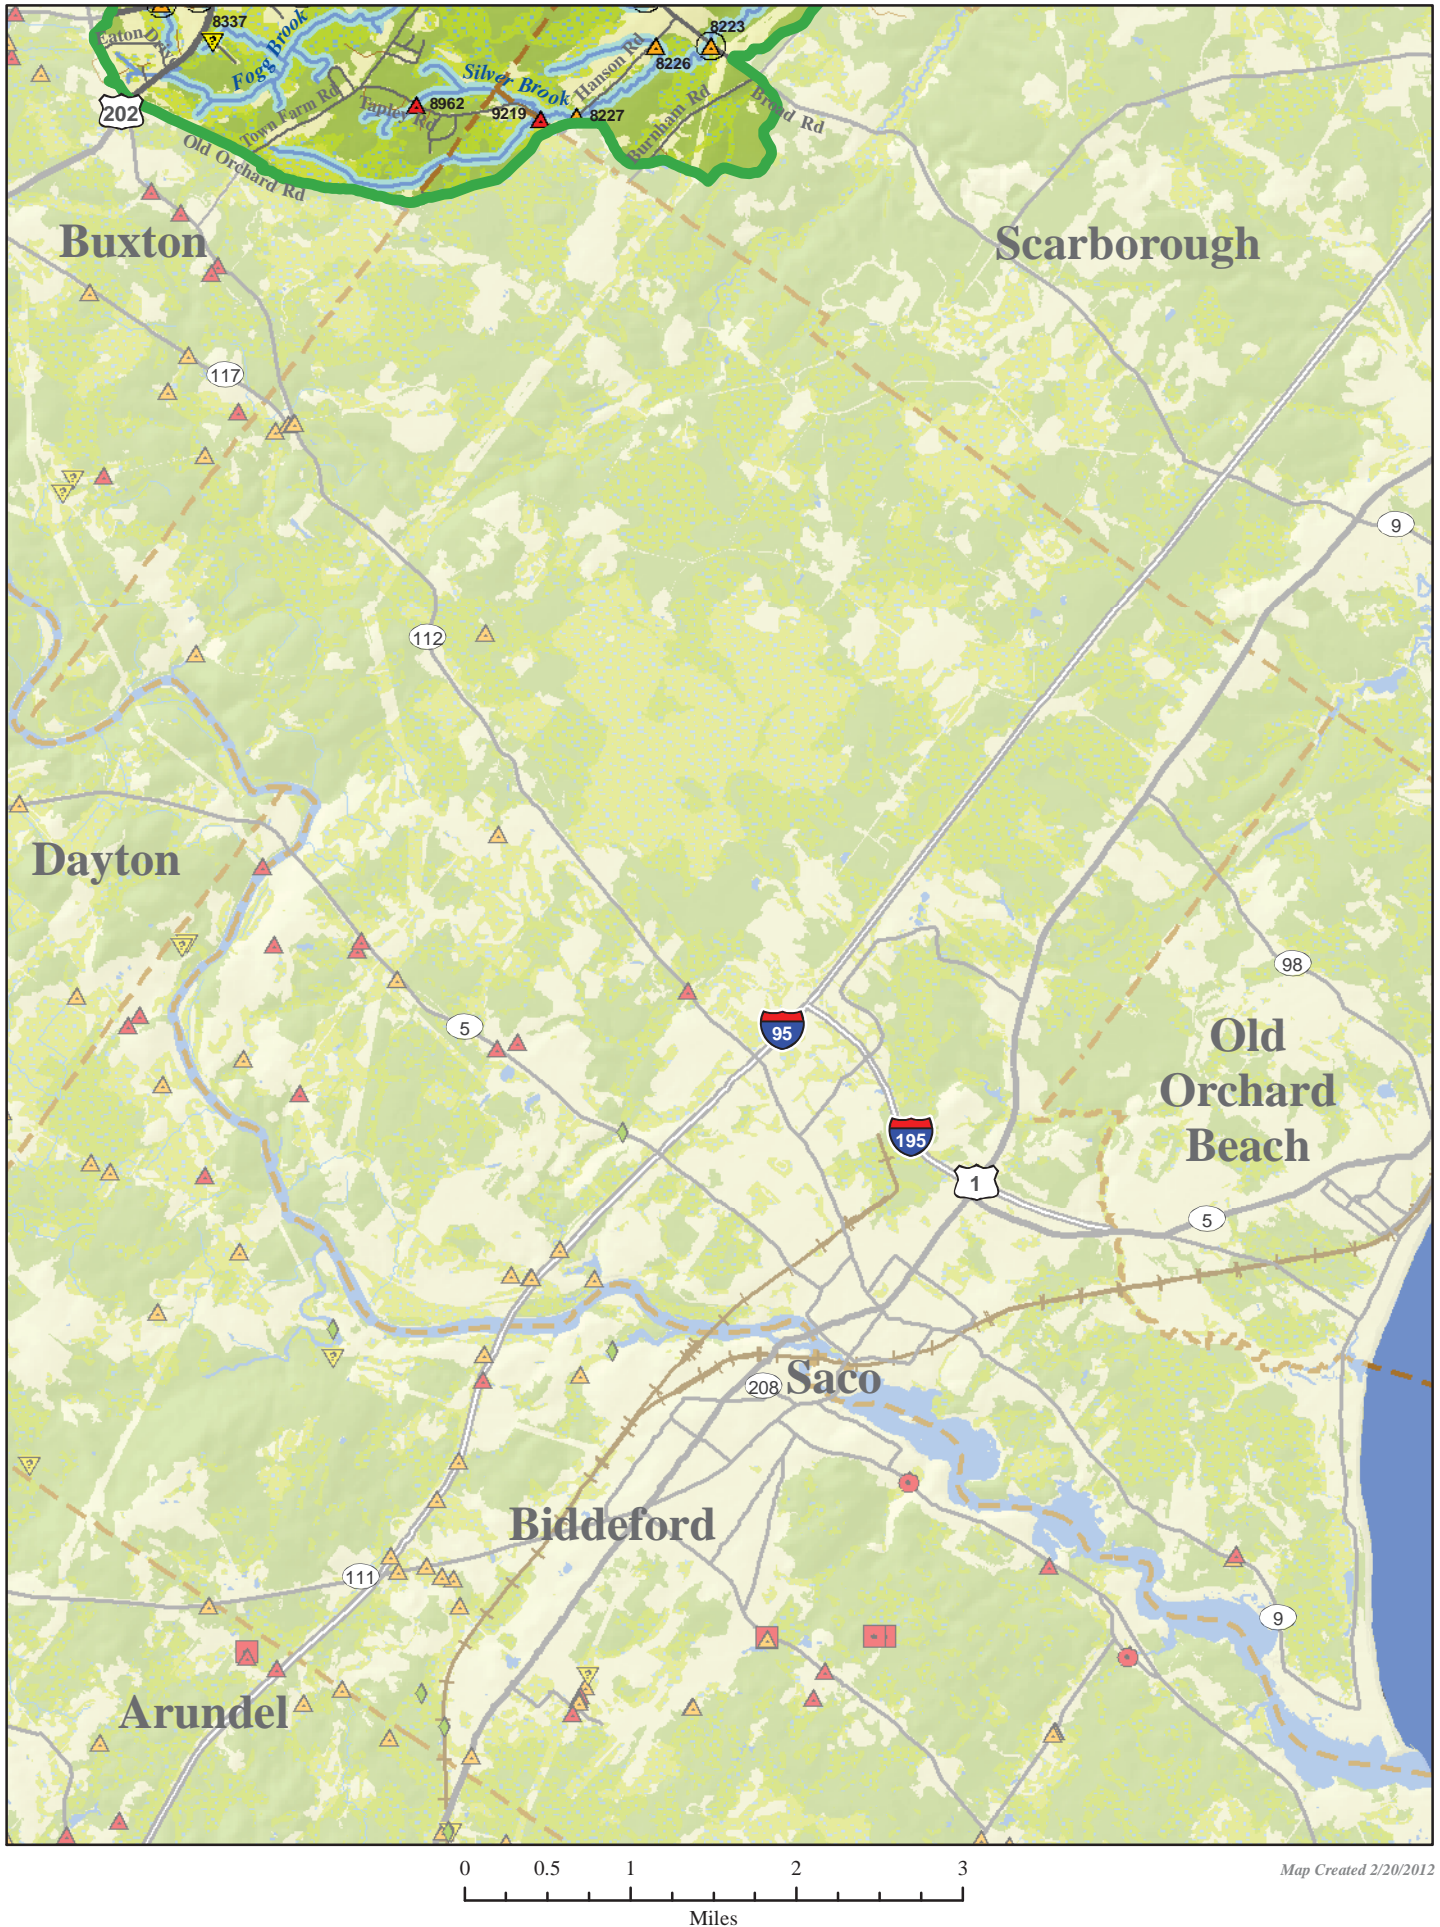 8337
8223
Eaton Drive
Fogg Brook
8226
Silver Brook
Hanson Rd
202
Town Farm Rd
Tapley Rd
8962
9219
8227
Burnham Rd
Broad Rd
Old Orchard Rd
Buxton
Scarborough
117
9
112
Dayton
98
5
95
Old
Orchard
Beach
195
1
5
208
Saco
Biddeford
111
9
Arundel
0 0.5 1 2 3
Miles
Map Created 2/20/2012